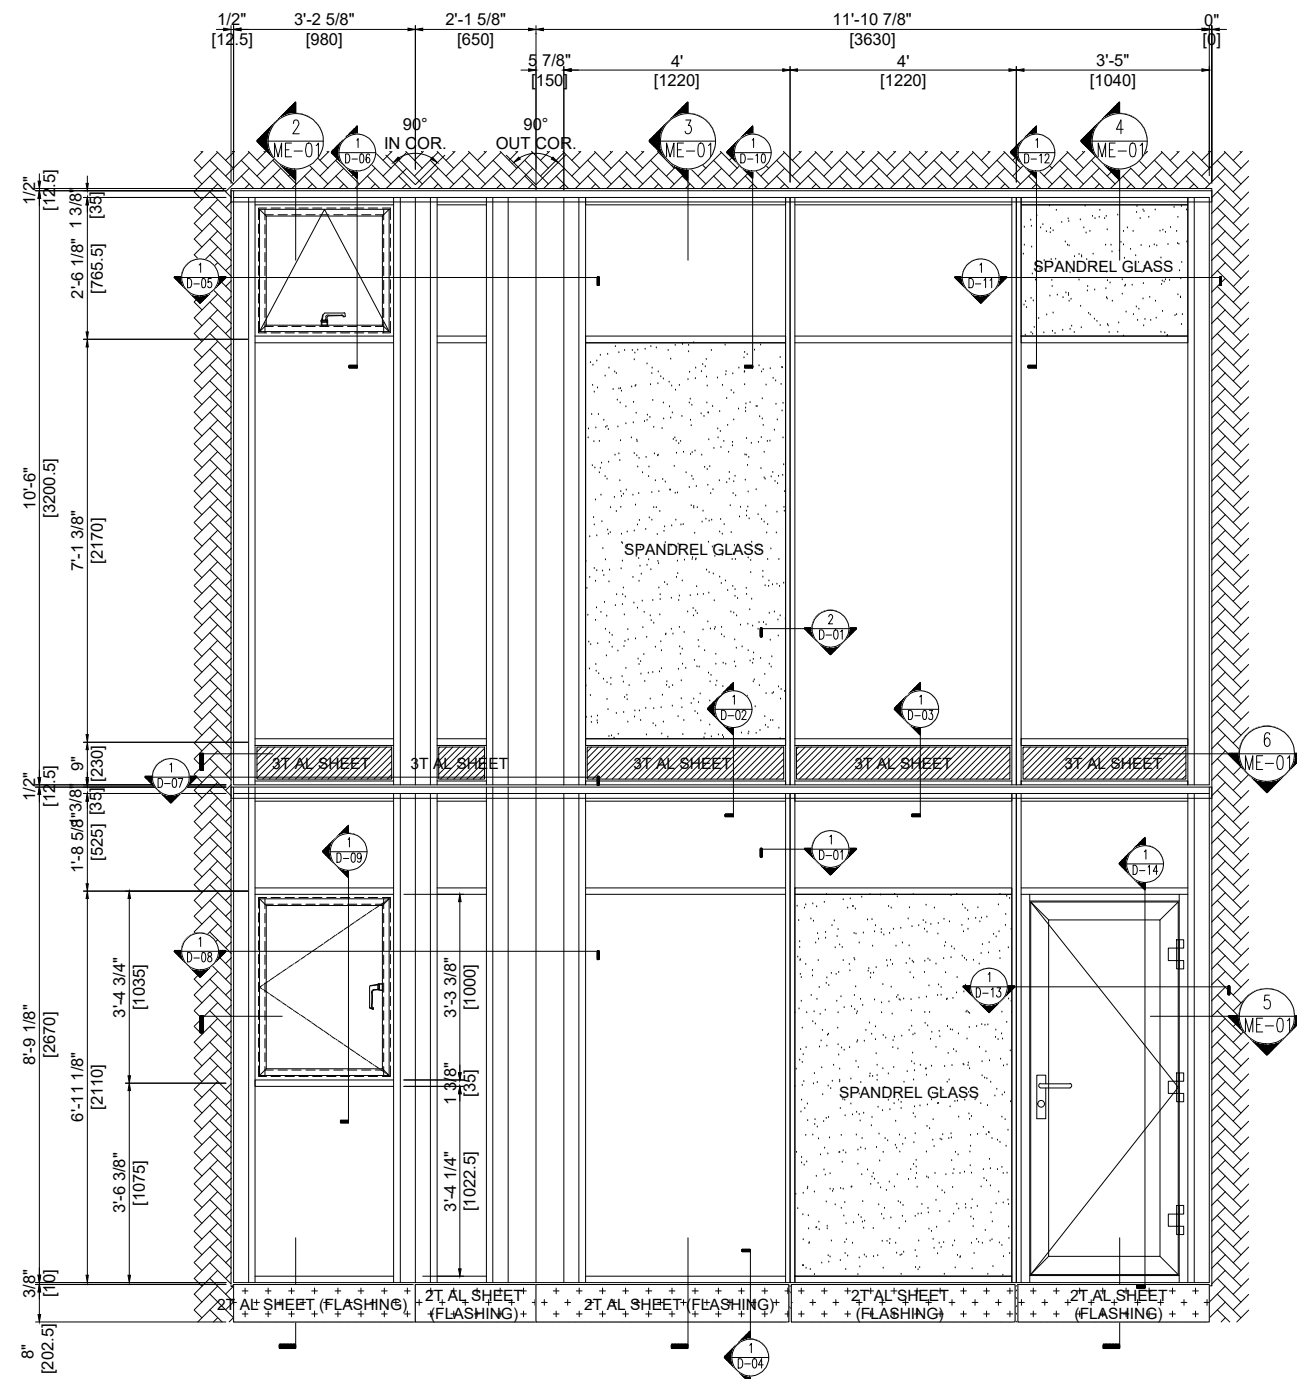 1/2"
[12.5]
3'-2 5/8"
[980]
2'-1 5/8"
[650]
11'-10 7/8"
[3630]
0"
[0]
5 7/8"
[150]
4'
[1220]
4'
[1220]
3'-5"
[1040]
2
ME-01
1
D-06
90°
IN COR.
90°
OUT COR.
3
ME-01
1
D-10
1
D-12
4
ME-01
1/2"
[12.5]
1 3/8"
[35]
2'-6 1/8"
[765.5]
1
D-05
1
D-11
SPANDREL GLASS
10'-6"
[3200.5]
7'-1 3/8"
[2170]
SPANDREL GLASS
2
D-01
1
D-02
1
D-03
9"
[230]
3T AL SHEET
3T AL SHEET
3T AL SHEET
3T AL SHEET
3T AL SHEET
6
ME-01
1
D-07
1/2"
[12.5]
1 3/8"
[35]
1'-8 5/8"
[525]
1
D-09
1
D-01
1
D-14
1
D-08
3'-4 3/4"
[1035]
3'-3 3/8"
[1000]
1
D-13
5
ME-01
8'-9 1/8"
[2670]
6'-11 1/8"
[2110]
1 3/8"
[35]
SPANDREL GLASS
3'-6 3/8"
[1075]
3'-4 1/4"
[1022.5]
3/8"
[10]
2T AL SHEET (FLASHING)
2T AL SHEET
(FLASHING)
2T AL SHEET (FLASHING)
2T AL SHEET
(FLASHING)
2T AL SHEET
(FLASHING)
8"
[202.5]
1
D-04